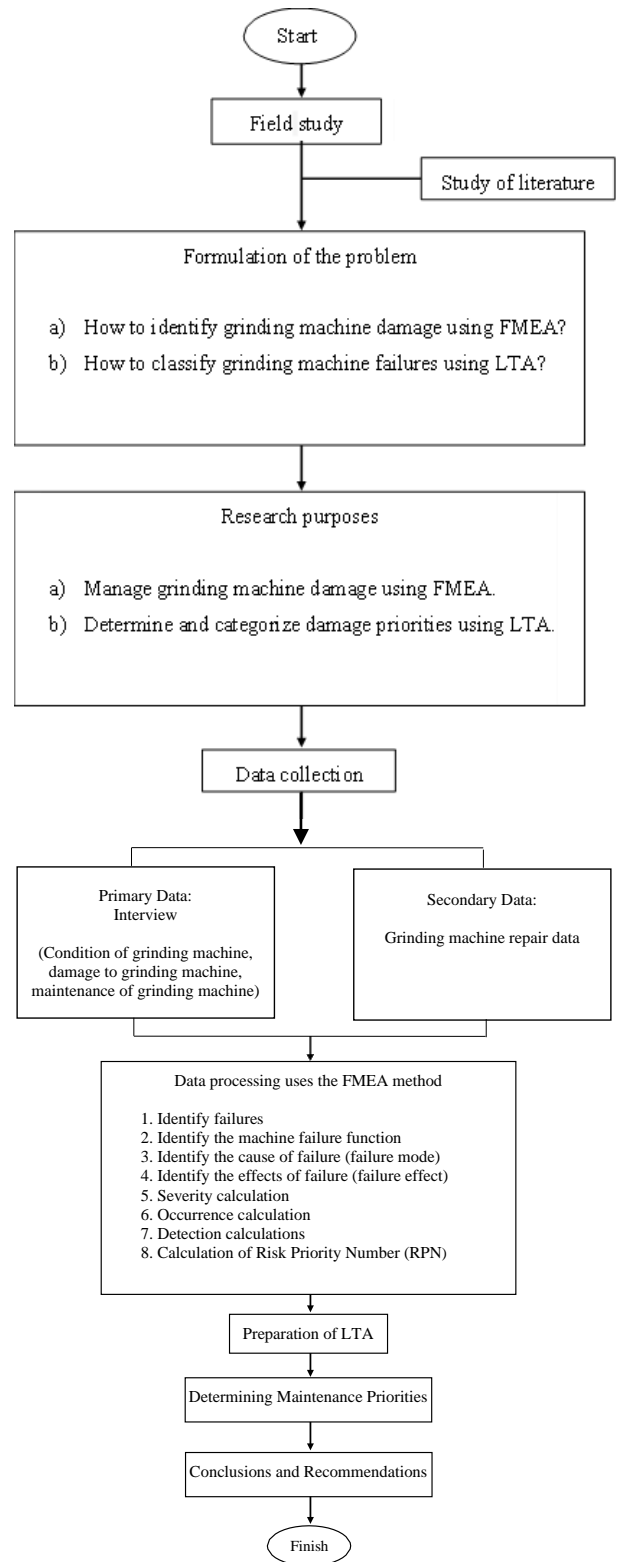 Start
Field study
Study of literature
Formulation of the problem
a) How to identify grinding machine damage using FMEA?
b) How to classify grinding machine failures using LTA?
Research purposes
a) Manage grinding machine damage using FMEA.
b) Determine and categorize damage priorities using LTA.
Data collection
Primary Data:
Interview
(Condition of grinding machine,
damage to grinding machine,
maintenance of grinding machine)
Secondary Data:
Grinding machine repair data
Data processing uses the FMEA method
1. Identify failures
2. Identify the machine failure function
3. Identify the cause of failure (failure mode)
4. Identify the effects of failure (failure effect)
5. Severity calculation
6. Occurrence calculation
7. Detection calculations
8. Calculation of Risk Priority Number (RPN)
Preparation of LTA
Determining Maintenance Priorities
Conclusions and Recommendations
Finish